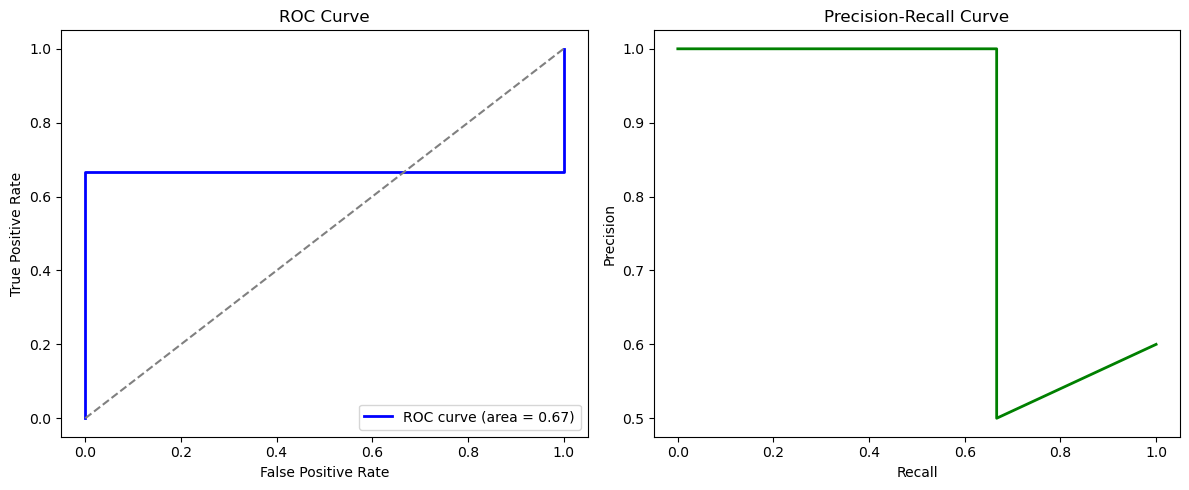 ROC Curve
1.0
0.8
0.6
0.4
0.2
0.0
True Positive Rate
0.0 0.2 0.4 0.6 0.8 1.0
False Positive Rate
ROC curve (area = 0.67)
Precision-Recall Curve
1.0
0.9
0.8
0.7
0.6
0.5
Precision
0.0 0.2 0.4 0.6 0.8 1.0
Recall